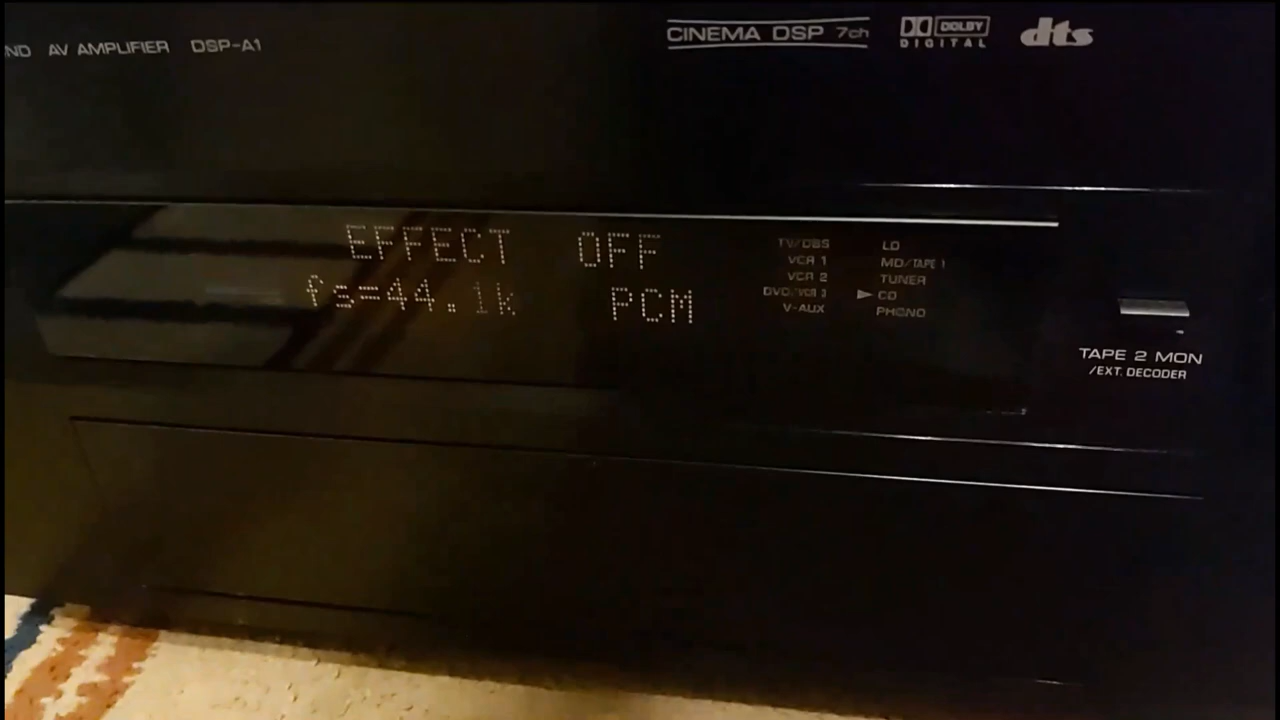 AV AMPLIFIER DSP-A1
CINEMA DSP 7ch
DOLBY
DIGITAL
dts
EFFECT OFF
fs=44.1k PCM
TV/DBS
VCR 1
VCR 2
DVD/VCR 3
V-AUX
LD
MD/TAPE 1
TUNER
CD
PHONO
TAPE 2 MON
/EXT. DECODER